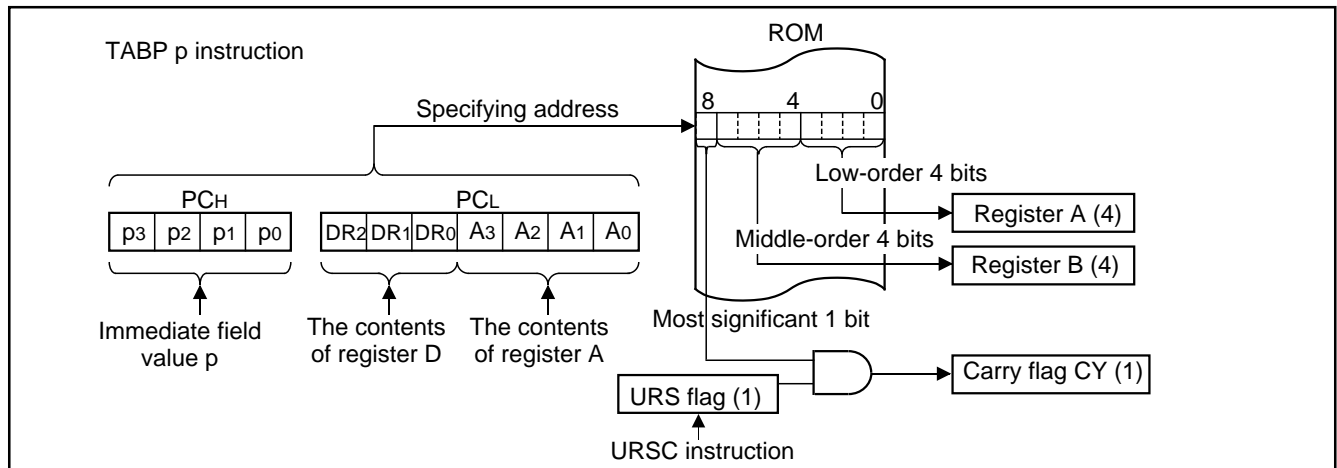 TABP p instruction
ROM
8 4 0
Specifying address
Low-order 4 bits
PCH PCL
p3 p2 p1 p0 DR2 DR1 DR0 A3 A2 A1 A0
Register A (4)
Middle-order 4 bits
Register B (4)
Immediate field
value p
The contents
of register D
The contents
of register A
Most significant 1 bit
Carry flag CY (1)
URS flag (1)
URSC instruction